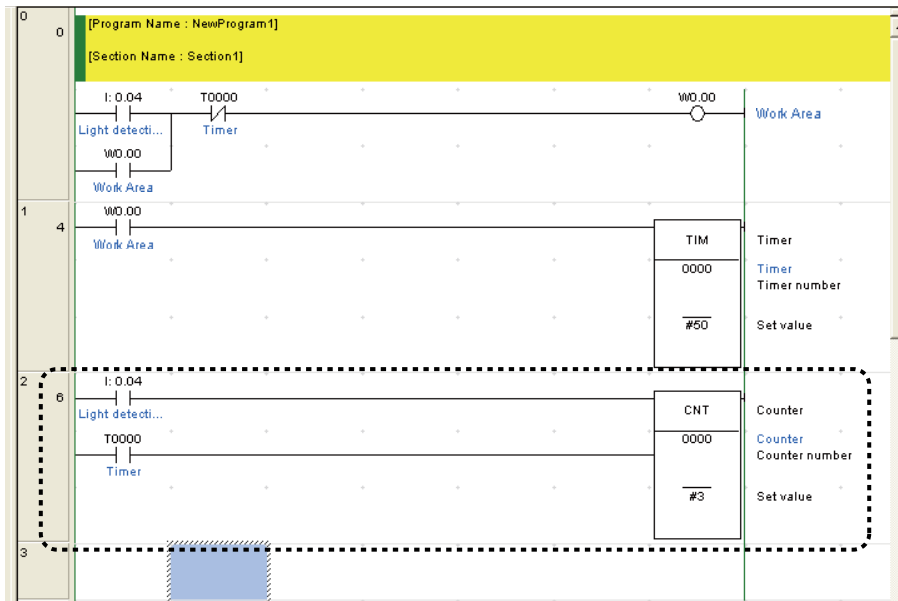 0
0
[Program Name : NewProgram1]
[Section Name : Section1]
I: 0.04
T0000
W0.00
Light detecti...
Timer
Work Area
W0.00
Work Area
1
4
W0.00
Work Area
TIM
Timer
0000
Timer
Timer number
#50
Set value
2
6
I: 0.04
Light detecti...
CNT
Counter
T0000
Timer
0000
Counter
Counter number
#3
Set value
3